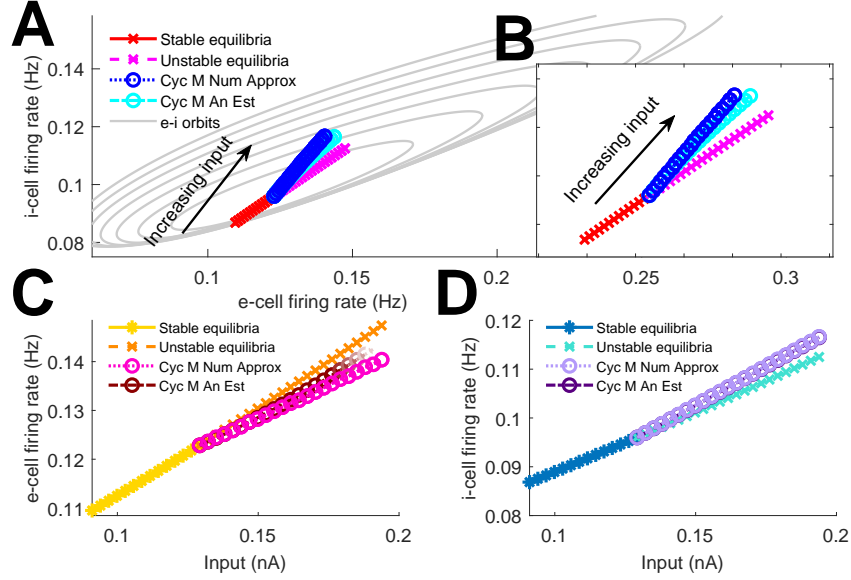 A
Stable equilibria
Unstable equilibria
Cyc M Num Approx
Cyc M An Est
e-i orbits
Increasing input
i-cell firing rate (Hz)
0.14
0.12
0.1
0.08
0.1
0.15
0.2
e-cell firing rate (Hz)
B
Increasing input
0.25
0.3
C
Stable equilibria
Unstable equilibria
Cyc M Num Approx
Cyc M An Est
e-cell firing rate (Hz)
0.14
0.13
0.12
0.11
0.1
0.15
0.2
Input (nA)
D
Stable equilibria
Unstable equilibria
Cyc M Num Approx
Cyc M An Est
i-cell firing rate (Hz)
0.12
0.11
0.1
0.09
0.08
0.1
0.15
0.2
Input (nA)